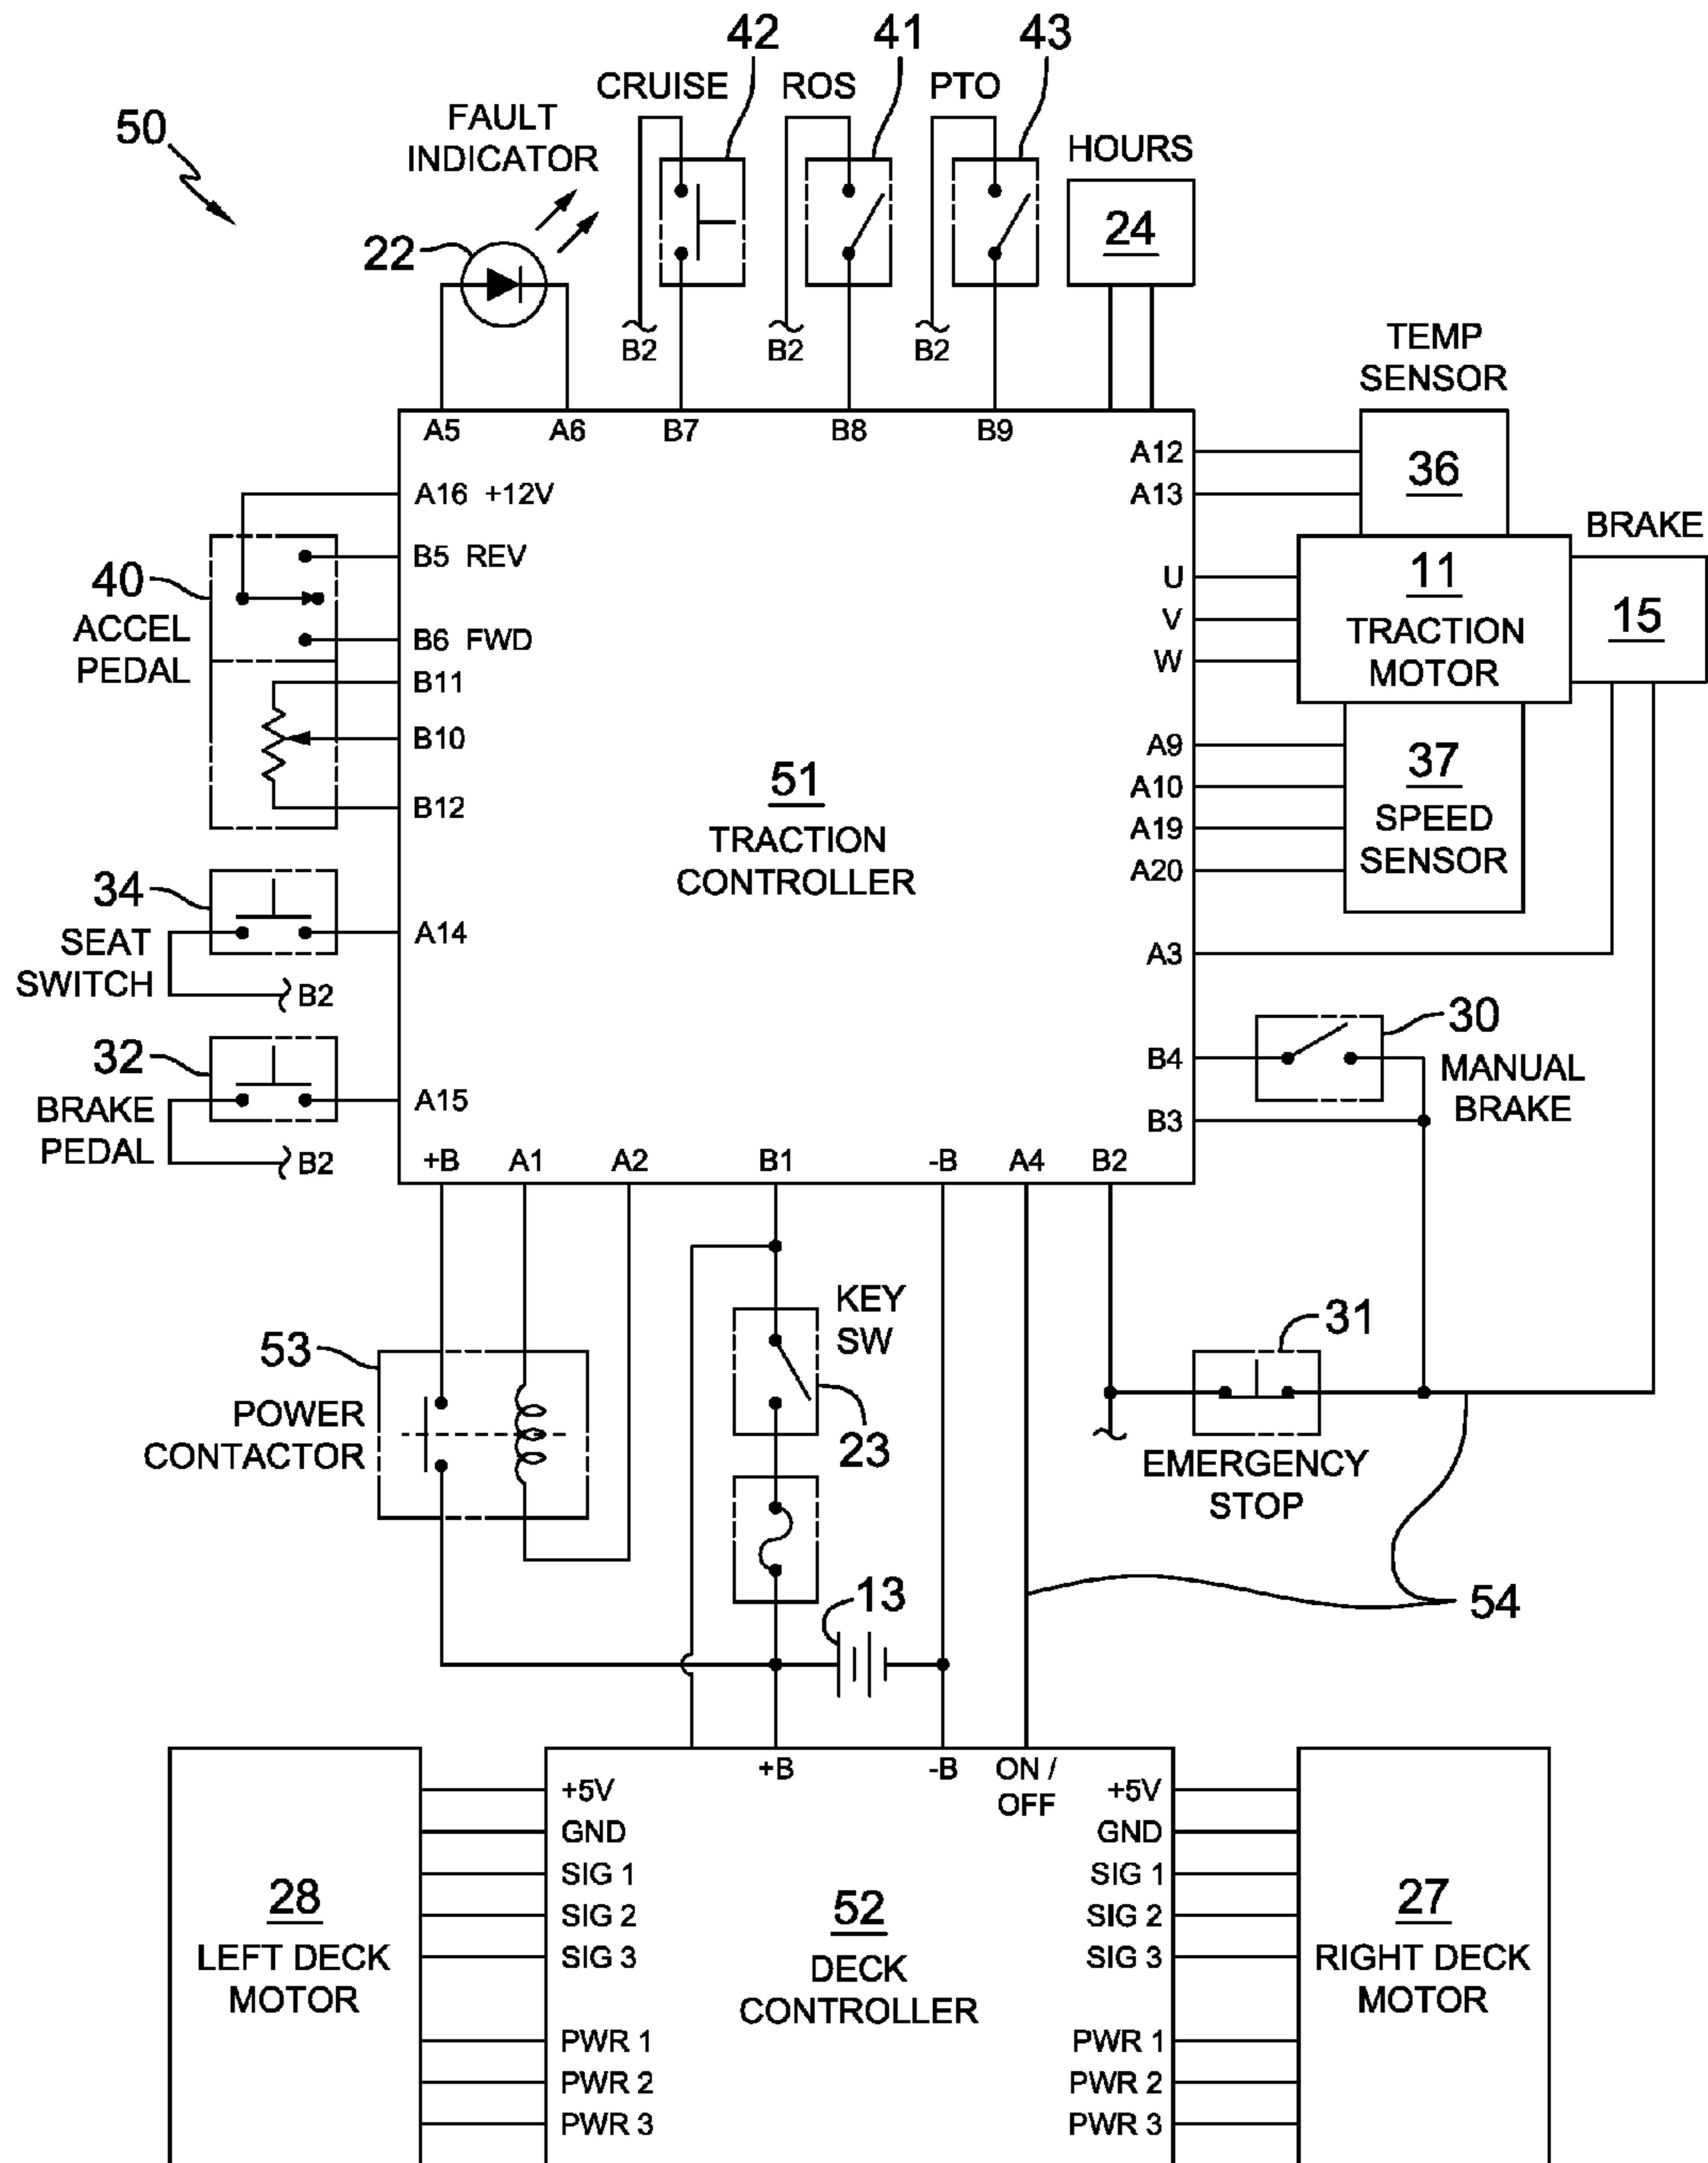 42
41
43
CRUISE
ROS
PTO
50
FAULT
INDICATOR
HOURS
24
22
B2
B2
B2
TEMP
SENSOR
A5
A6
B7
B8
B9
A12
A13
36
A16 +12V
BRAKE
40
ACCEL
PEDAL
B5 REV
B6 FWD
B11
B10
B12
U
V
W
11
TRACTION
MOTOR
15
51
TRACTION
CONTROLLER
A9
A10
A19
A20
37
SPEED
SENSOR
34
SEAT
SWITCH
A14
B2
A3
32
BRAKE
PEDAL
A15
B2
B4
B3
30
MANUAL
BRAKE
+B
A1
A2
B1
-B
A4
B2
53
POWER
CONTACTOR
KEY
SW
23
31
EMERGENCY
STOP
13
54
+B
-B
ON /
OFF
28
LEFT DECK
MOTOR
+5V
GND
SIG 1
SIG 2
SIG 3
PWR 1
PWR 2
PWR 3
52
DECK
CONTROLLER
+5V
GND
SIG 1
SIG 2
SIG 3
PWR 1
PWR 2
PWR 3
27
RIGHT DECK
MOTOR